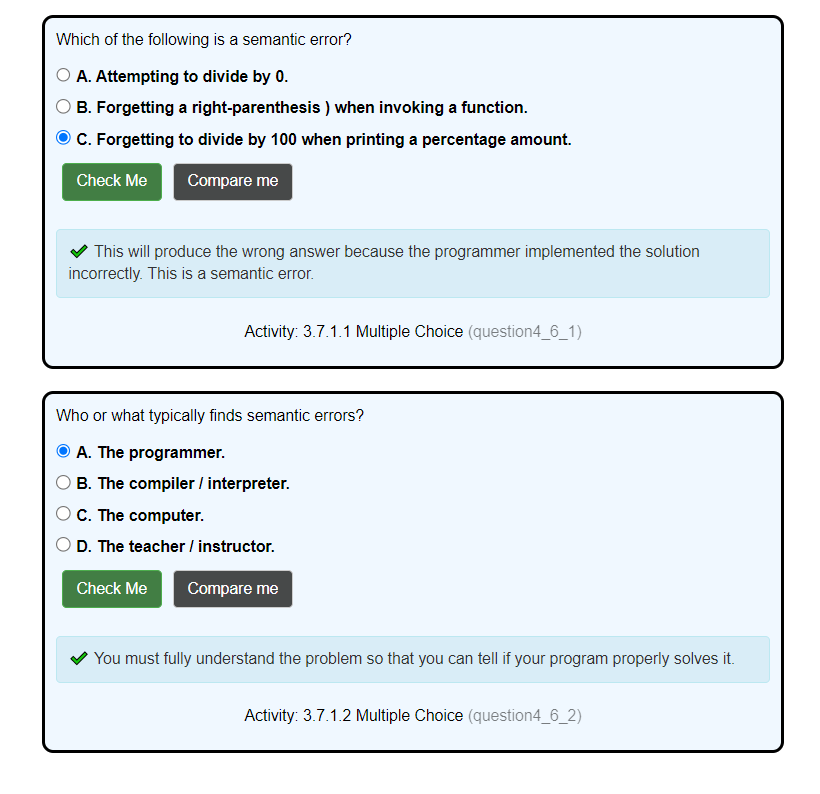 Which of the following is a semantic error?
A. Attempting to divide by 0.
B. Forgetting a right-parenthesis ) when invoking a function.
C. Forgetting to divide by 100 when printing a percentage amount.
Check Me Compare me
This will produce the wrong answer because the programmer implemented the solution
incorrectly. This is a semantic error.
Activity: 3.7.1.1 Multiple Choice (question4_6_1)
Who or what typically finds semantic errors?
A. The programmer.
B. The compiler / interpreter.
C. The computer.
D. The teacher / instructor.
Check Me Compare me
You must fully understand the problem so that you can tell if your program properly solves it.
Activity: 3.7.1.2 Multiple Choice (question4_6_2)